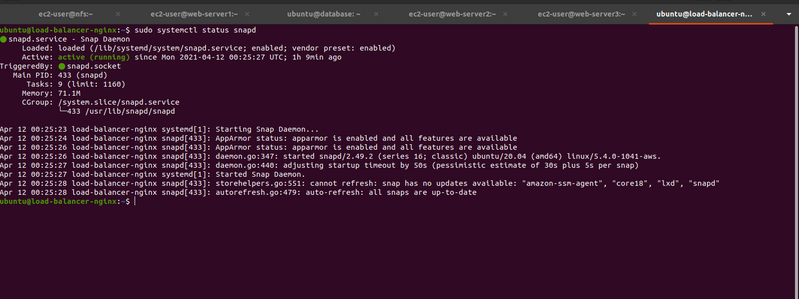 ec2-user@nfs:~ × ec2-user@web-server1:~ × ubuntu@database: ~ × ec2-user@web-server2:~ × ec2-user@web-server3:~ × ubuntu@load-balancer-n... ×
ubuntu@load-balancer-nginx:~$ sudo systemctl status snapd
● snapd.service - Snap Daemon
Loaded: loaded (/lib/systemd/system/snapd.service; enabled; vendor preset: enabled)
Active: active (running) since Mon 2021-04-12 00:25:27 UTC; 1h 9min ago
TriggeredBy: ● snapd.socket
Main PID: 433 (snapd)
Tasks: 9 (limit: 1160)
Memory: 71.1M
CGroup: /system.slice/snapd.service
└─433 /usr/lib/snapd/snapd
Apr 12 00:25:23 load-balancer-nginx systemd[1]: Starting Snap Daemon...
Apr 12 00:25:24 load-balancer-nginx snapd[433]: AppArmor status: apparmor is enabled and all features are available
Apr 12 00:25:26 load-balancer-nginx snapd[433]: AppArmor status: apparmor is enabled and all features are available
Apr 12 00:25:26 load-balancer-nginx snapd[433]: daemon.go:347: started snapd/2.49.2 (series 16; classic) ubuntu/20.04 (amd64) linux/5.4.0-1041-aws.
Apr 12 00:25:27 load-balancer-nginx snapd[433]: daemon.go:440: adjusting startup timeout by 50s (pessimistic estimate of 30s plus 5s per snap)
Apr 12 00:25:27 load-balancer-nginx systemd[1]: Started Snap Daemon.
Apr 12 00:25:28 load-balancer-nginx snapd[433]: storehelpers.go:551: cannot refresh: snap has no updates available: "amazon-ssm-agent", "core18", "lxd", "snapd"
Apr 12 00:25:28 load-balancer-nginx snapd[433]: autorefresh.go:479: auto-refresh: all snaps are up-to-date
ubuntu@load-balancer-nginx:~$